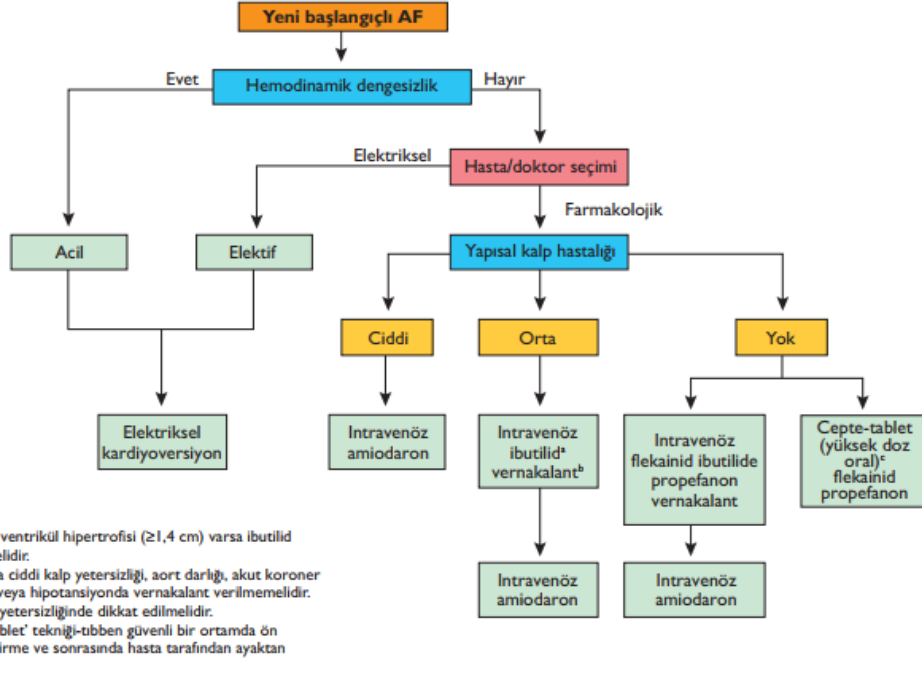 Yeni başlangıçlı AF
Evet
Hemodinamik dengesizlik
Hayır
Elektriksel
Hasta/doktor seçimi
Farmakolojik
Acil
Elektif
Yapısal kalp hastalığı
Ciddi
Orta
Yok
Elektriksel
kardiyoversiyon
Intravenöz
amiodaron
Intravenöz
ibutilidᵃ
vernakalantᵇ
Intravenöz
flekainid ibutilide
propefanon
vernakalant
Cepte-tablet
(yüksek doz
oral)ᶜ
flekainid
propefanon
Intravenöz
amiodaron
Intravenöz
amiodaron
ventrikül hipertrofisi (≥1,4 cm) varsa ibutilid
elidir.
a ciddi kalp yetersizliği, aort darlığı, akut koroner
veya hipotansiyonda vernakalant verilmemelidir.
yetersizliğinde dikkat edilmelidir.
ablet’ tekniği-tıbben güvenli bir ortamda ön
irme ve sonrasında hasta tarafından ayaktan